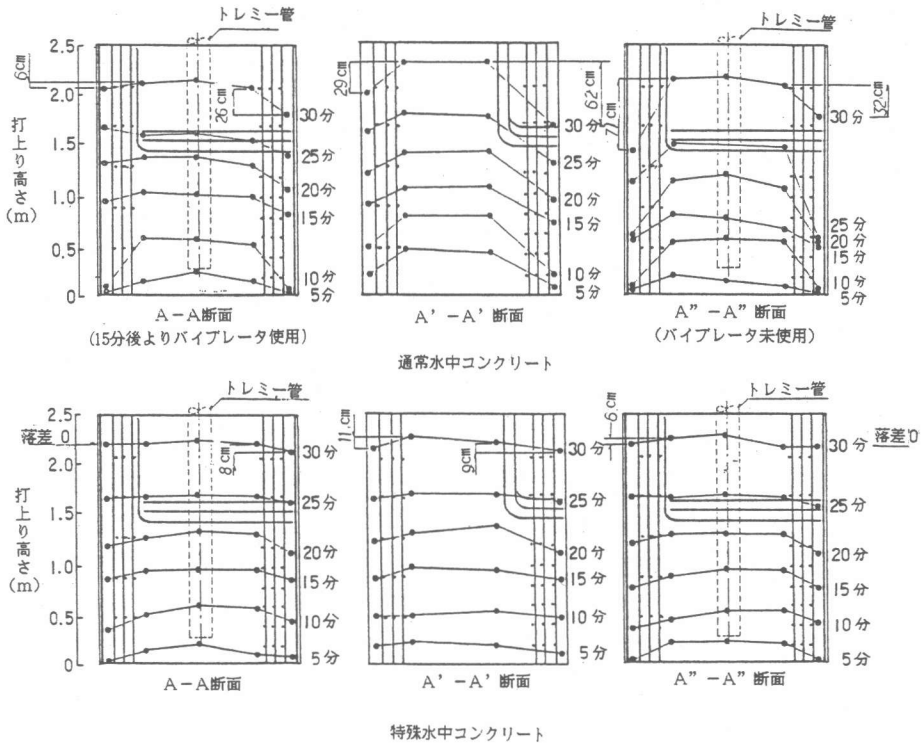 トレミー管
トレミー管
2.5
2.0
1.5
1.0
0.5
0
打上り高さ(m)
6cm
26cm
30分
25分
20分
15分
10分
5分
A-A断面
(15分後よりバイブレータ使用)
29cm
62cm
30分
25分
20分
15分
10分
5分
A'-A'断面
通常水中コンクリート
32cm
30分
25分
20分
15分
10分
5分
A"-A"断面
(バイブレータ未使用)
トレミー管
トレミー管
2.5
2.0
1.5
1.0
0.5
0
打上り高さ(m)
落差0
8cm
30分
25分
20分
15分
10分
5分
A-A断面
11cm
9cm
30分
25分
20分
15分
10分
5分
A'-A'断面
6cm
落差0
30分
25分
20分
15分
10分
5分
A"-A"断面
特殊水中コンクリート